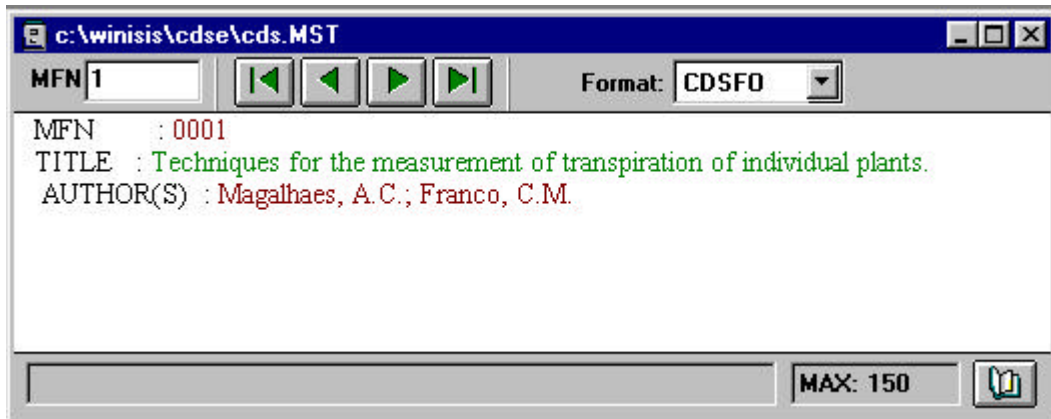 c:\winisis\cdse\cds.MST
MFN 1 Format: CDSFO
MFN : 0001
TITLE : Techniques for the measurement of transpiration of individual plants.
AUTHOR(S) : Magalhaes, A.C.; Franco, C.M.
MAX: 150